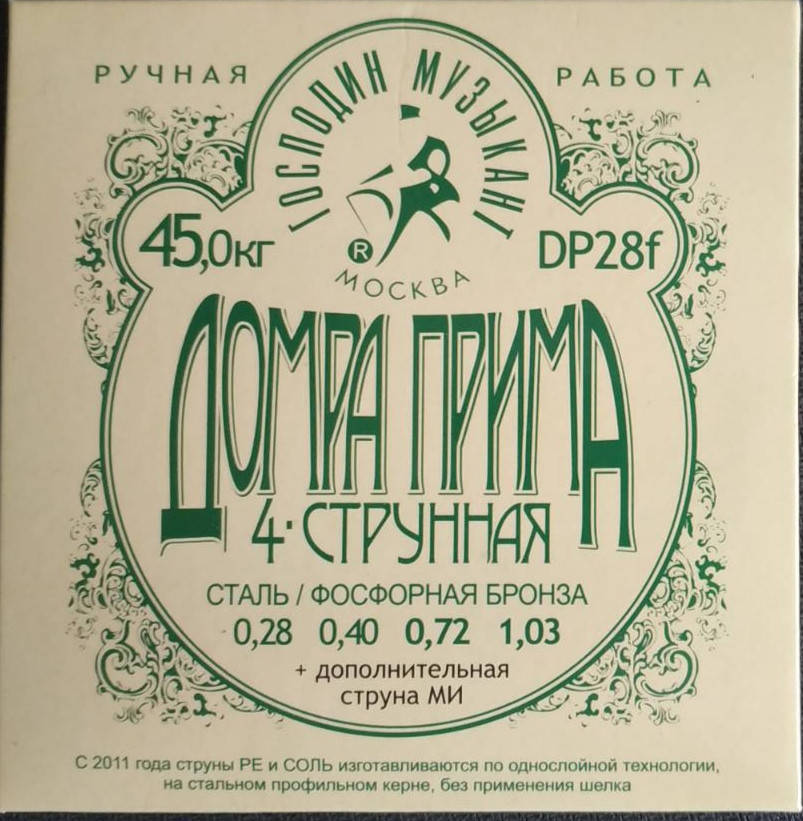 РУЧНАЯ РАБОТА
ГОСПОДИН МУЗЫКАНТ
®
МОСКВА
45,0кг DP28f
ДОМРА ПРИМА
4-СТРУННАЯ
СТАЛЬ / ФОСФОРНАЯ БРОНЗА
0,28 0,40 0,72 1,03
+ дополнительная
струна МИ
С 2011 года струны РЕ и СОЛЬ изготавливаются по однослойной технологии,
на стальном профильном керне, без применения шелка